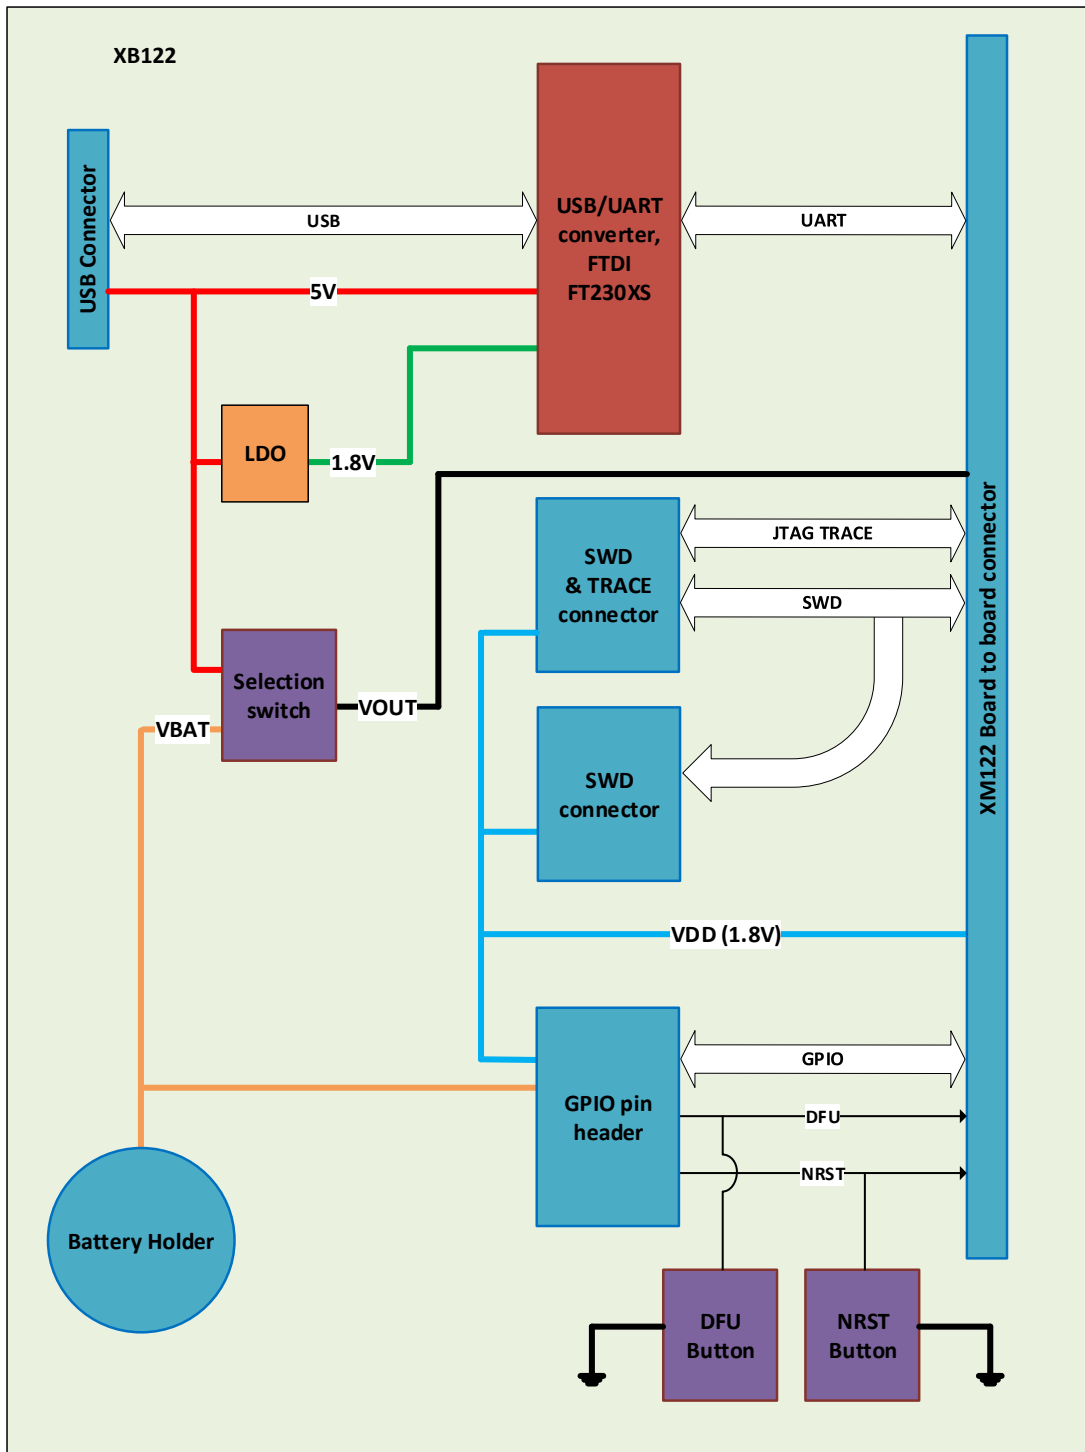 XB122
USB Connector
USB
USB/UART
converter,
FTDI
FT230XS
UART
5V
LDO
1.8V
SWD
& TRACE
connector
JTAG TRACE
SWD
XM122 Board to board connector
Selection
switch
VOUT
VBAT
SWD
connector
VDD (1.8V)
GPIO pin
header
GPIO
DFU
NRST
Battery Holder
DFU
Button
NRST
Button